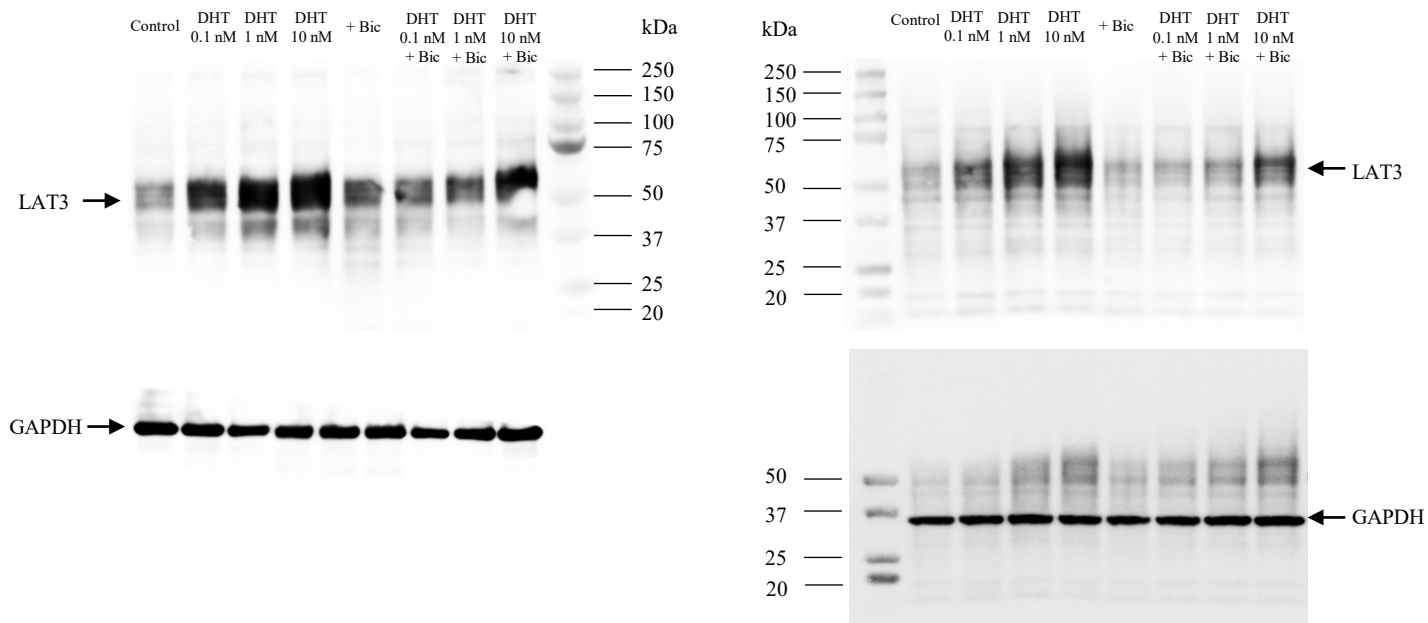 Control
DHT
0.1 nM
DHT
1 nM
DHT
10 nM
+ Bic
DHT
0.1 nM
+ Bic
DHT
1 nM
+ Bic
DHT
10 nM
+ Bic
kDa
250
150
100
75
50
37
25
20
LAT3
GAPDH
kDa
Control
DHT
0.1 nM
DHT
1 nM
DHT
10 nM
+ Bic
DHT
0.1 nM
+ Bic
DHT
1 nM
+ Bic
DHT
10 nM
+ Bic
250
150
100
75
50
37
25
20
LAT3
50
37
25
20
GAPDH